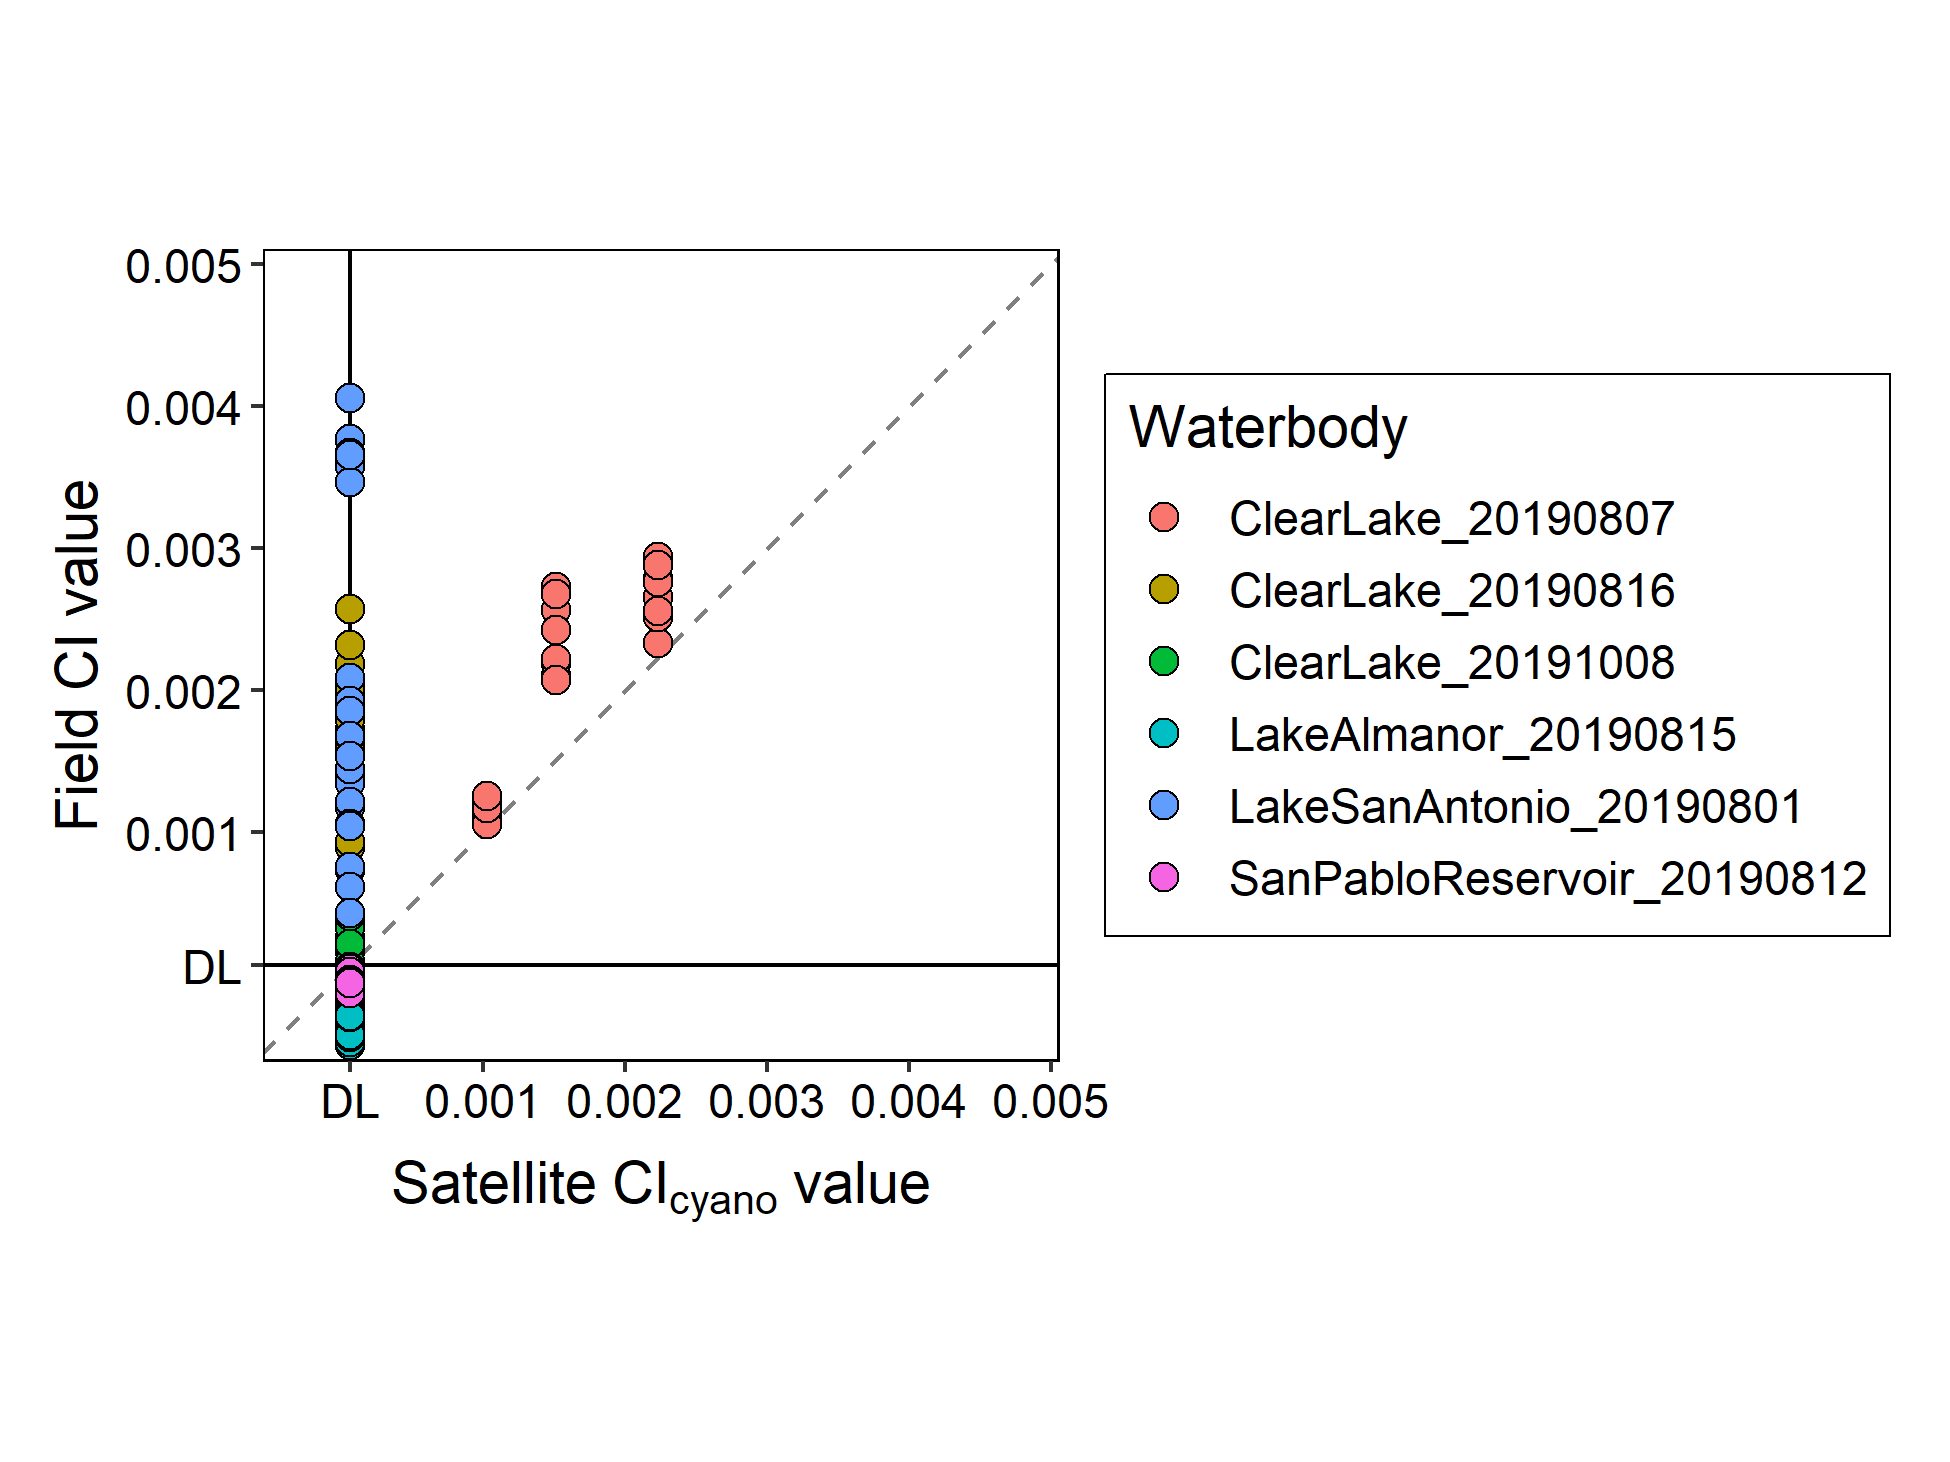 0.005
0.004
0.003
0.002
0.001
DL
Field CI value
DL 0.001 0.002 0.003 0.004 0.005
Satellite CIcyano value
Waterbody
ClearLake_20190807
ClearLake_20190816
ClearLake_20191008
LakeAlmanor_20190815
LakeSanAntonio_20190801
SanPabloReservoir_20190812